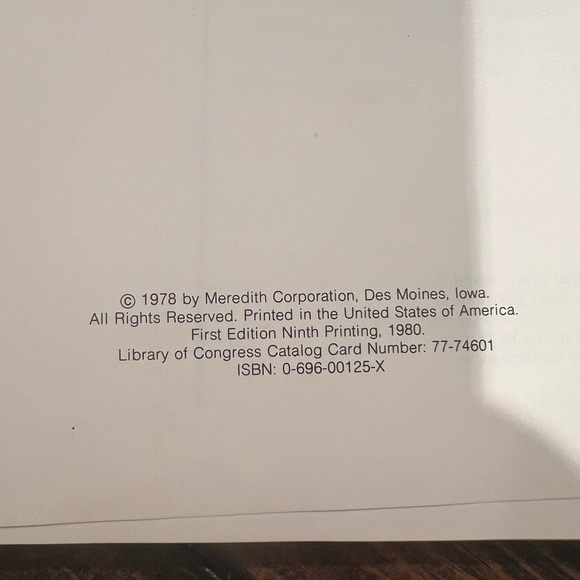 © 1978 by Meredith Corporation, Des Moines, Iowa.
All Rights Reserved. Printed in the United States of America.
First Edition Ninth Printing, 1980.
Library of Congress Catalog Card Number: 77-74601
ISBN: 0-696-00125-X